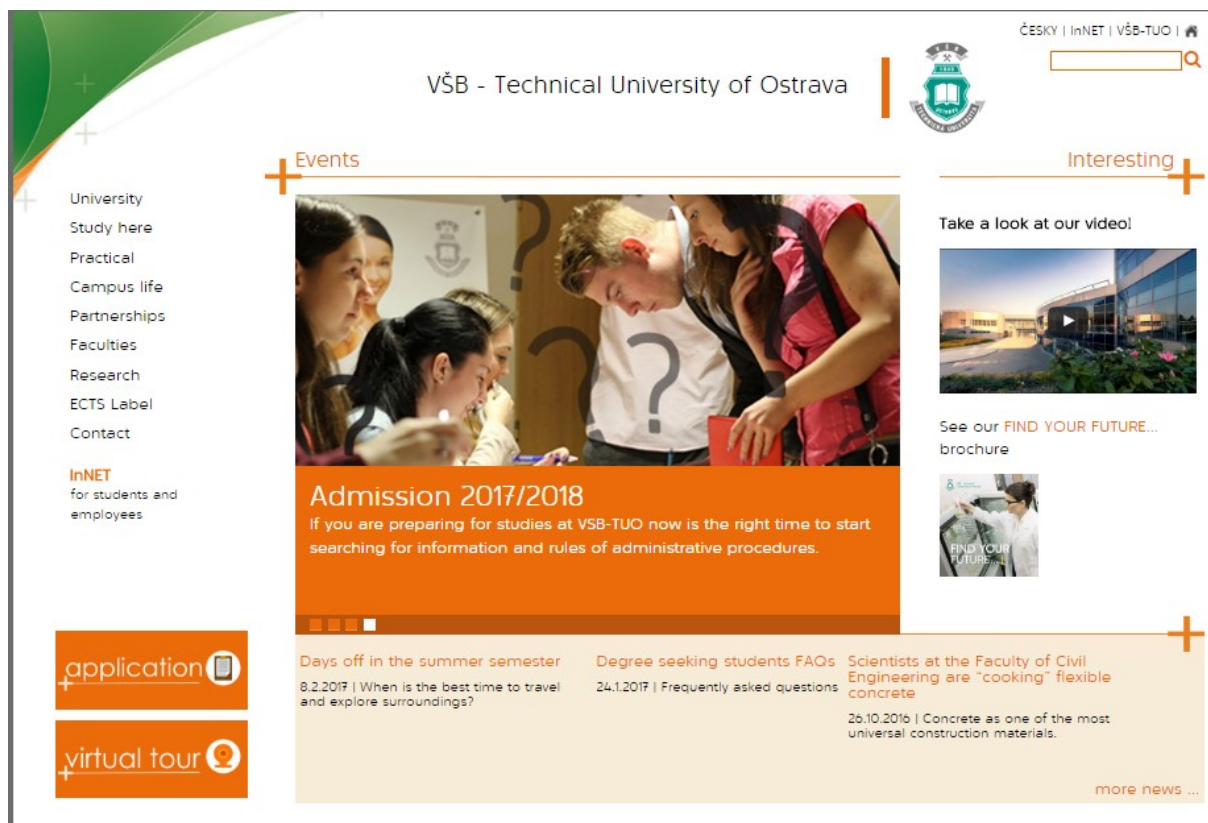 ČESKY | InNET | VŠB-TUO |
VŠB - Technical University of Ostrava
VŠB
1849
OSTRAVA
TECHNICKÁ UNIVERZITA
Events
Interesting
University
Study here
Practical
Campus life
Partnerships
Faculties
Research
ECTS Label
Contact
InNET
for students and
employees
application
virtual tour
? ? ? ? ?
Admission 2017/2018
If you are preparing for studies at VSB-TUO now is the right time to start
searching for information and rules of administrative procedures.
Take a look at our video!
See our FIND YOUR FUTURE...
brochure
FIND YOUR
FUTURE...
Days off in the summer semester
8.2.2017 | When is the best time to travel
and explore surroundings?
Degree seeking students FAQs
24.1.2017 | Frequently asked questions
Scientists at the Faculty of Civil
Engineering are “cooking” flexible
concrete
26.10.2016 | Concrete as one of the most
universal construction materials.
more news ...